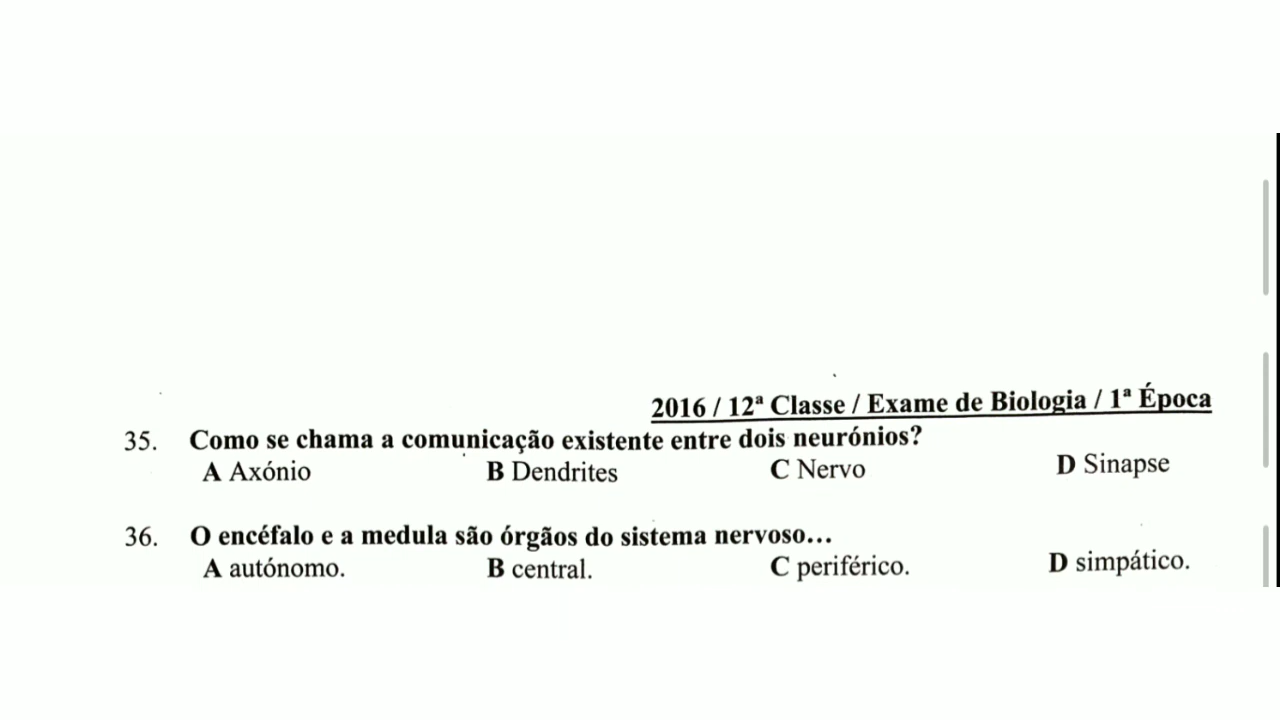 2016 / 12ª Classe / Exame de Biologia / 1ª Época
35. Como se chama a comunicação existente entre dois neurónios?
A Axónio B Dendrites C Nervo D Sinapse
36. O encéfalo e a medula são órgãos do sistema nervoso...
A autónomo. B central. C periférico. D simpático.